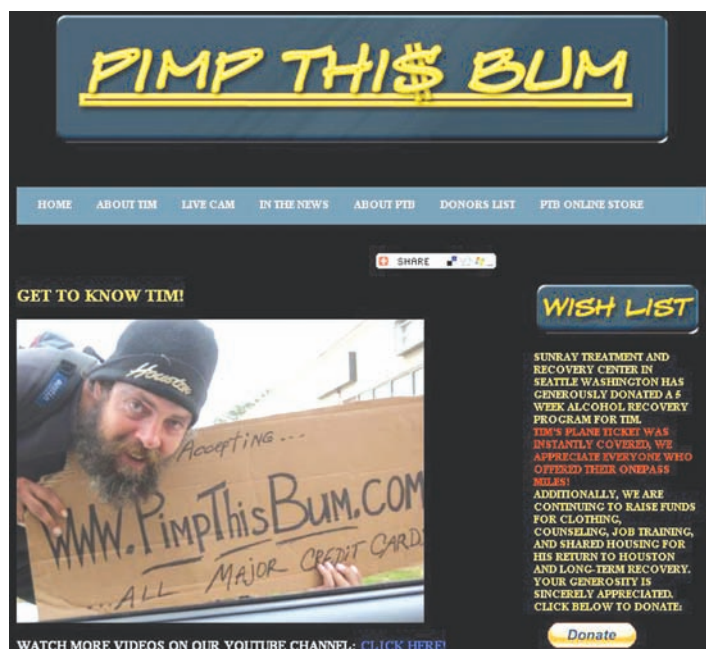 PIMP THI$ BUM
HOME ABOUT TIM LIVE CAM IN THE NEWS ABOUT PTB DONORS LIST PTB ONLINE STORE
SHARE
GET TO KNOW TIM!
Houston
Accepting...
WWW.PimpThisBum.COM
...ALL MAJOR CREDIT CARD
WATCH MORE VIDEOS ON OUR YOUTUBE CHANNEL: CLICK HERE!
WISH LIST
SUNRAY TREATMENT AND
RECOVERY CENTER IN
SEATTLE WASHINGTON HAS
GENEROUSLY DONATED A 5
WEEK ALCOHOL RECOVERY
PROGRAM FOR TIM.
TIM'S PLANE TICKET WAS
INSTANTLY COVERED, WE
APPRECIATE EVERYONE WHO
OFFERED THEIR ONEPASS
MILES!
ADDITIONALLY, WE ARE
CONTINUING TO RAISE FUNDS
FOR CLOTHING,
COUNSELING, JOB TRAINING,
AND SHARED HOUSING FOR
HIS RETURN TO HOUSTON
AND LONG-TERM RECOVERY.
YOUR GENEROSITY IS
SINCERELY APPRECIATED.
CLICK BELOW TO DONATE:
Donate